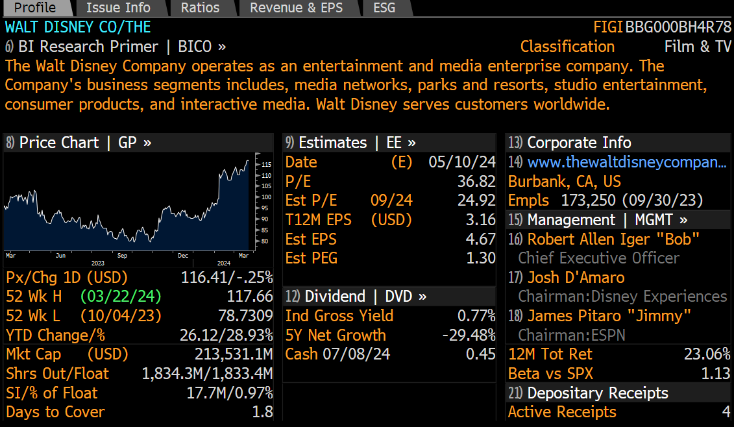 Profile Issue Info Ratios Revenue & EPS ESG
WALT DISNEY CO/THE FIGI BBG000BH4R78
6) BI Research Primer | BICO » Classification Film & TV
The Walt Disney Company operates as an entertainment and media enterprise company. The
Company's business segments includes, media networks, parks and resorts, studio entertainment,
consumer products, and interactive media. Walt Disney serves customers worldwide.
8) Price Chart | GP »
115
110
105
100
95
90
85
80
Mar Jun Sep Dec Mar
2023 2024
Px/Chg 1D (USD) 116.41/-.25%
52 Wk H (03/22/24) 117.66
52 Wk L (10/04/23) 78.7309
YTD Change/% 26.12/28.93%
Mkt Cap (USD) 213,531.1M
Shrs Out/Float 1,834.3M/1,833.4M
SI/% of Float 17.7M/0.97%
Days to Cover 1.8
9) Estimates | EE »
Date (E) 05/10/24
P/E 36.82
Est P/E 09/24 24.92
T12M EPS (USD) 3.16
Est EPS 4.67
Est PEG 1.30
12) Dividend | DVD »
Ind Gross Yield 0.77%
5Y Net Growth -29.48%
Cash 07/08/24 0.45
13) Corporate Info
14) www.thewaltdisneycompan...
Burbank, CA, US
Empls 173,250 (09/30/23)
15) Management | MGMT »
16) Robert Allen Iger "Bob"
Chief Executive Officer
17) Josh D'Amaro
Chairman:Disney Experiences
18) James Pitaro "Jimmy"
Chairman:ESPN
12M Tot Ret 23.06%
Beta vs SPX 1.13
21) Depositary Receipts
Active Receipts 4